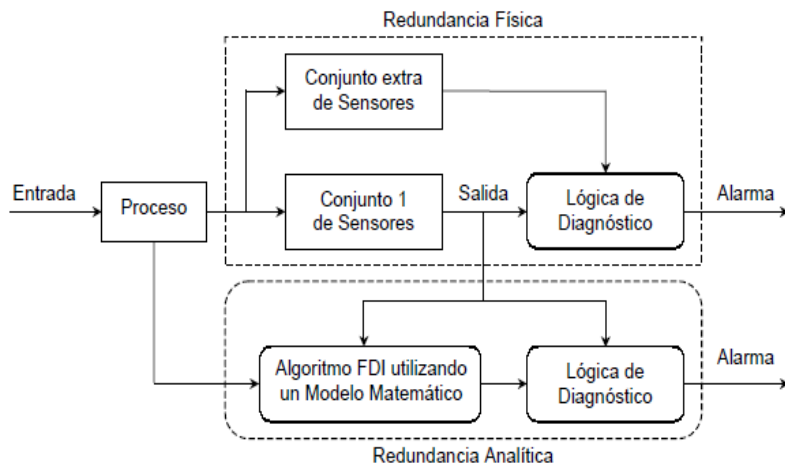 Redundancia Física
Conjunto extra
de Sensores
Entrada
Proceso
Conjunto 1
de Sensores
Salida
Lógica de
Diagnóstico
Alarma
Algoritmo FDI utilizando
un Modelo Matemático
Lógica de
Diagnóstico
Alarma
Redundancia Analítica